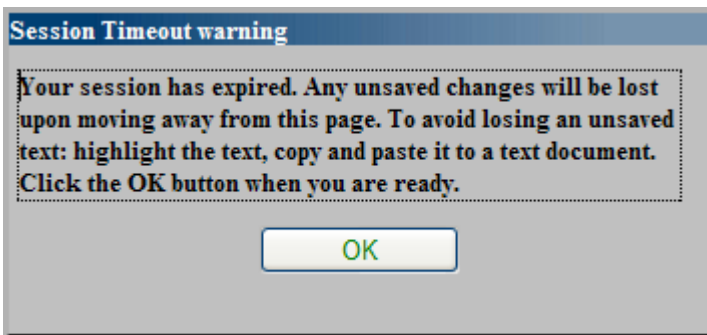 Session Timeout warning
Your session has expired. Any unsaved changes will be lost
upon moving away from this page. To avoid losing an unsaved
text: highlight the text, copy and paste it to a text document.
Click the OK button when you are ready.
OK